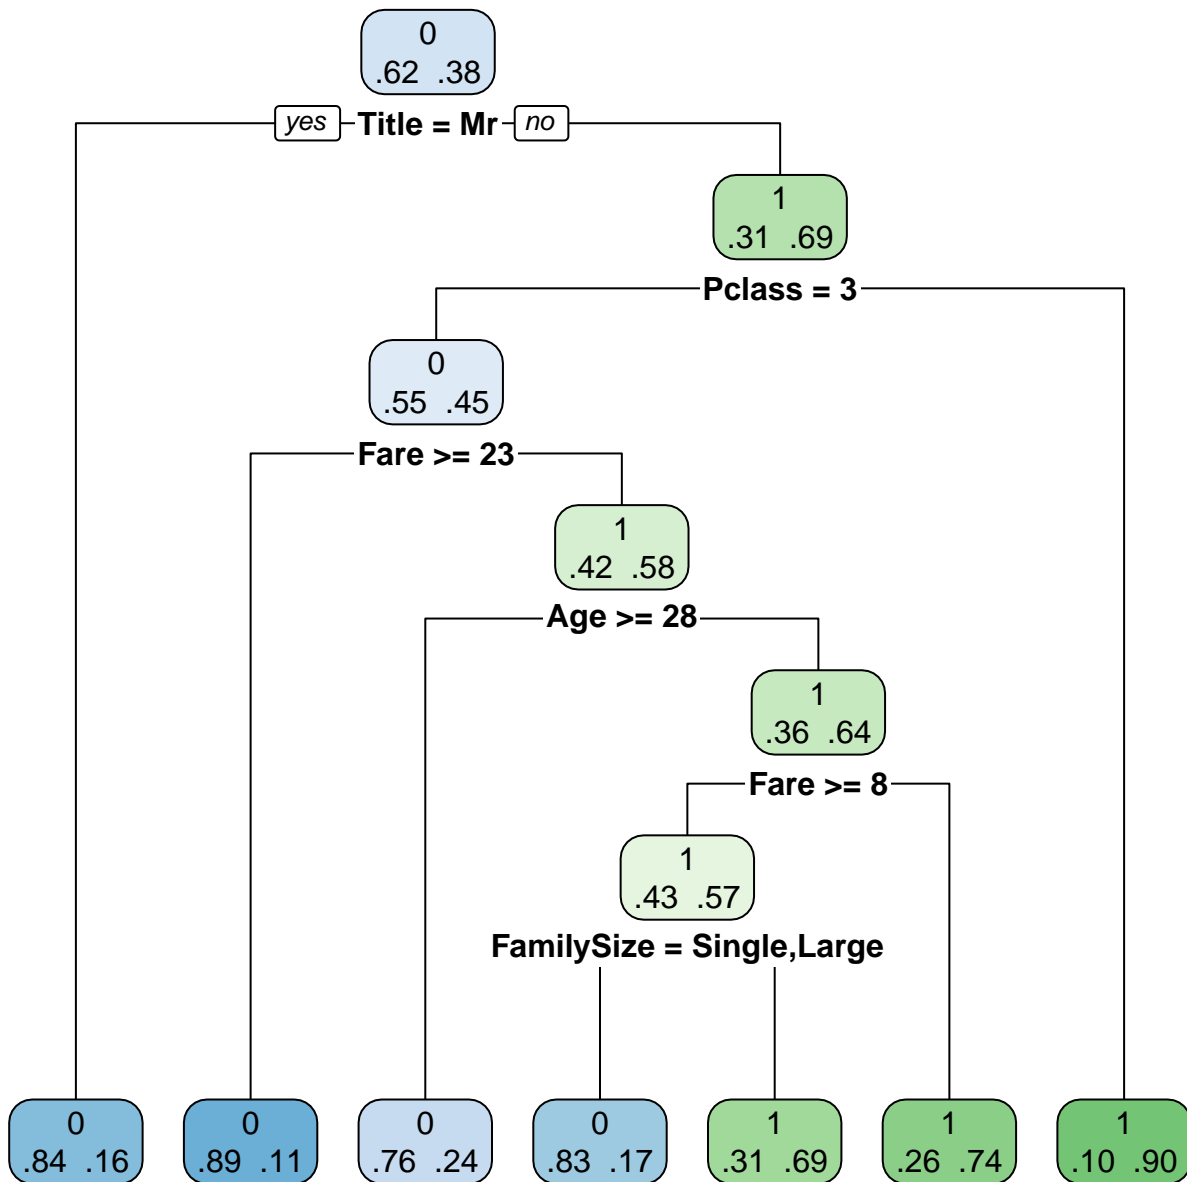 0
.62 .38
yes Title = Mr no
1
.31 .69
Pclass = 3
0
.55 .45
Fare >= 23
1
.42 .58
Age >= 28
1
.36 .64
Fare >= 8
1
.43 .57
FamilySize = Single,Large
0 0 0 0 1 1 1
.84 .16 .89 .11 .76 .24 .83 .17 .31 .69 .26 .74 .10 .90